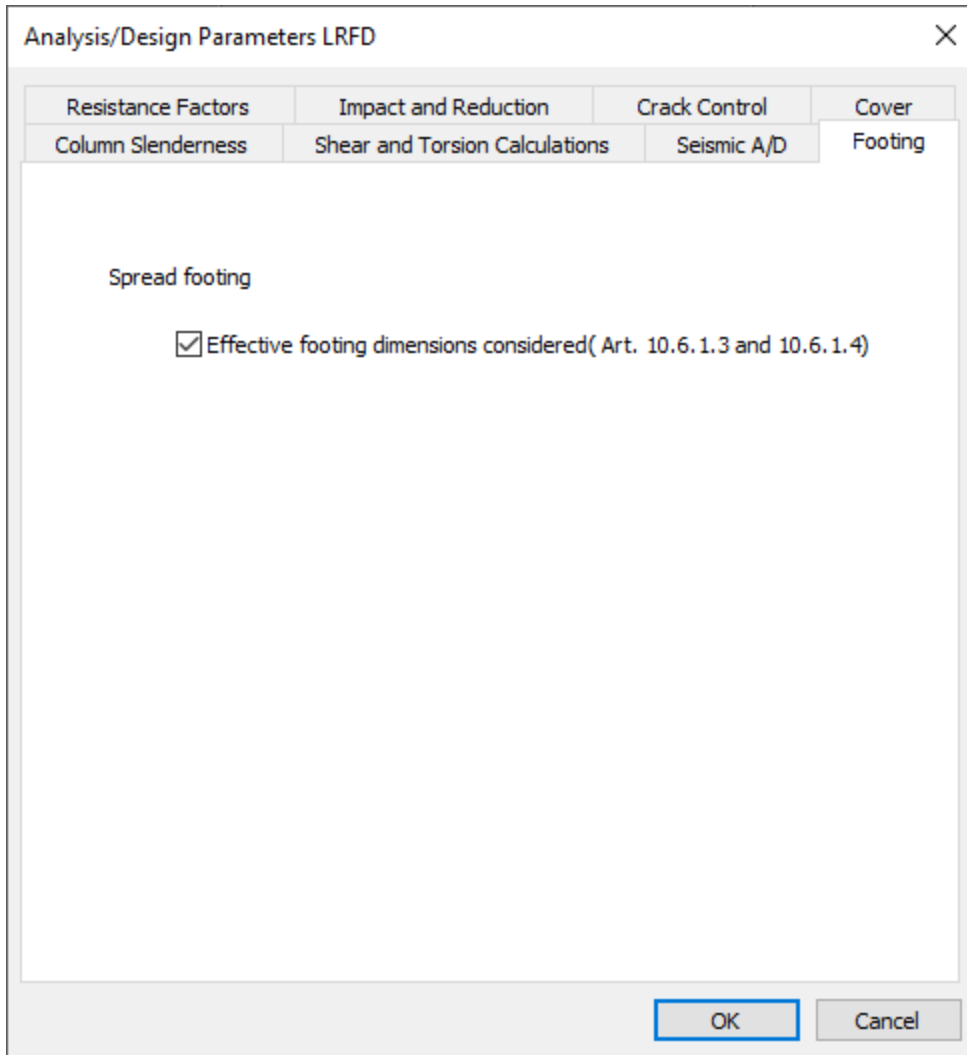 Analysis/Design Parameters LRFD
Resistance Factors Impact and Reduction Crack Control Cover
Column Slenderness Shear and Torsion Calculations Seismic A/D Footing
Spread footing
Effective footing dimensions considered( Art. 10.6.1.3 and 10.6.1.4)
OK Cancel